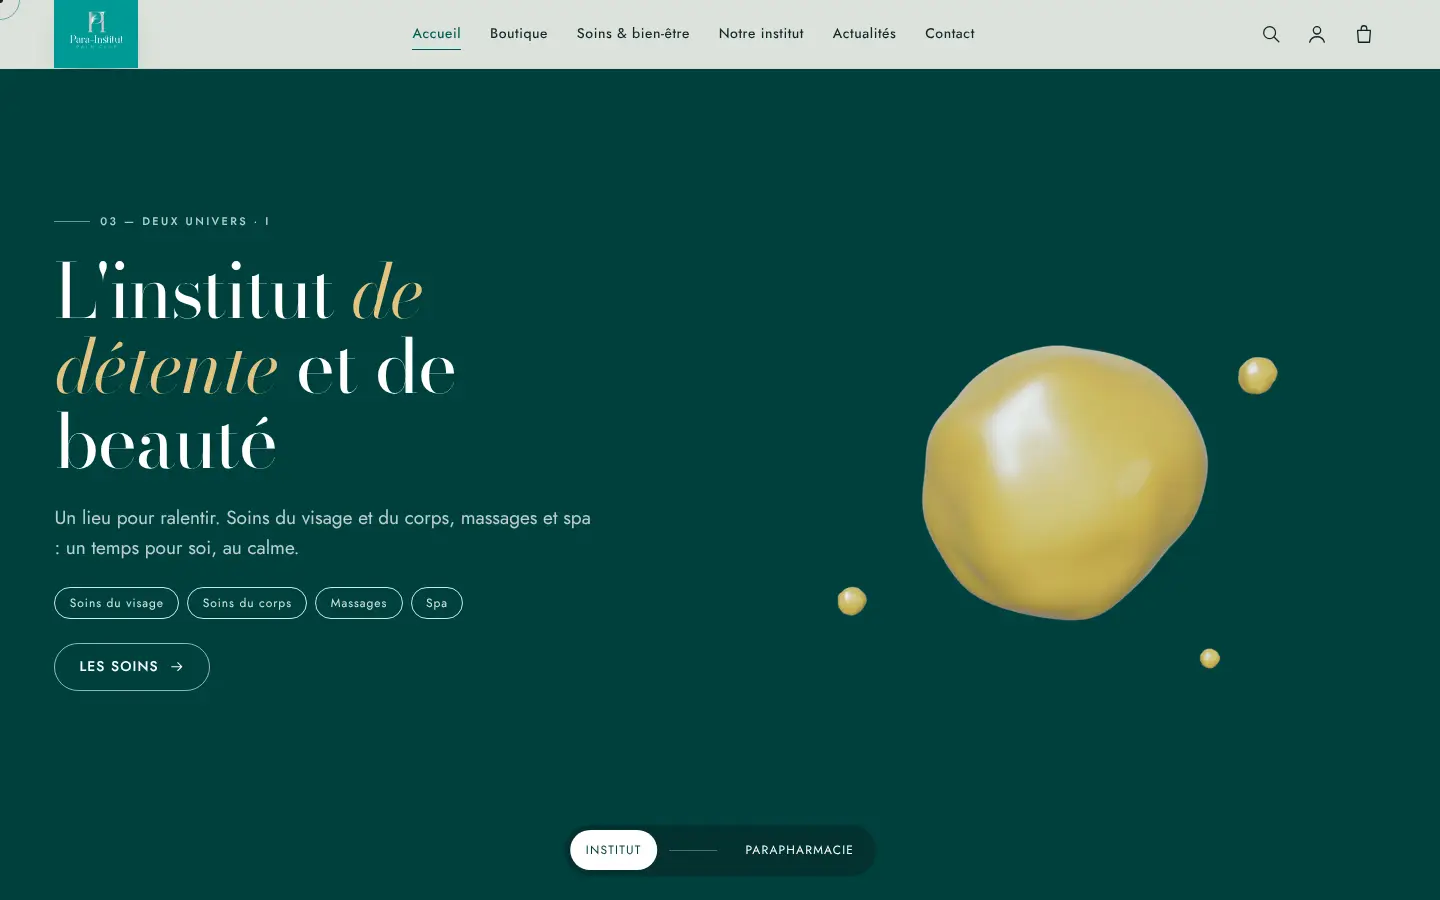 Para-Institut
Accueil
Boutique
Soins & bien-être
Notre institut
Actualités
Contact
03 — DEUX UNIVERS · I
L'institut de
détente et de
beauté
Un lieu pour ralentir. Soins du visage et du corps, massages et spa
: un temps pour soi, au calme.
Soins du visage
Soins du corps
Massages
Spa
LES SOINS →
INSTITUT
PARAPHARMACIE